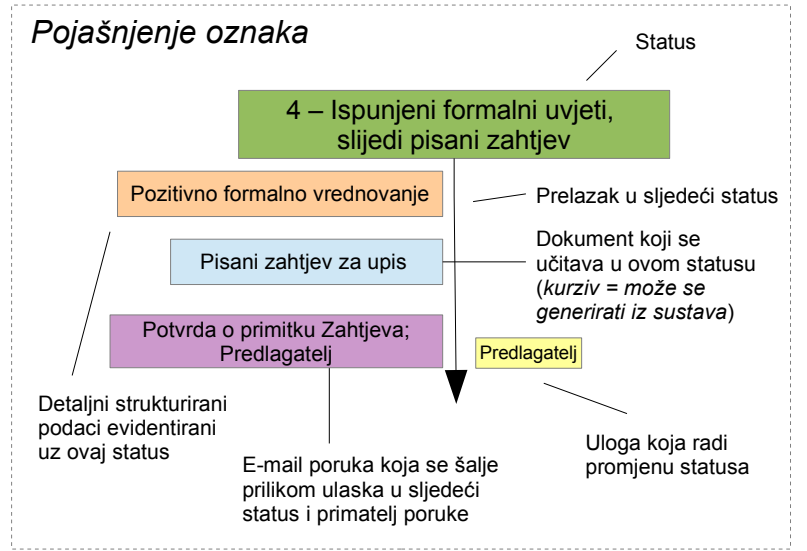 Pojašnjenje oznaka
Status
4 – Ispunjeni formalni uvjeti,
slijedi pisani zahtjev
Pozitivno formalno vrednovanje
Prelazak u sljedeći status
Pisani zahtjev za upis
Dokument koji se
učitava u ovom statusu
(kurziv = može se
generirati iz sustava)
Potvrda o primitku Zahtjeva;
Predlagatelj
Predlagatelj
Detaljni strukturirani
podaci evidentirani
uz ovaj status
E-mail poruka koja se šalje
prilikom ulaska u sljedeći
status i primatelj poruke
Uloga koja radi
promjenu statusa